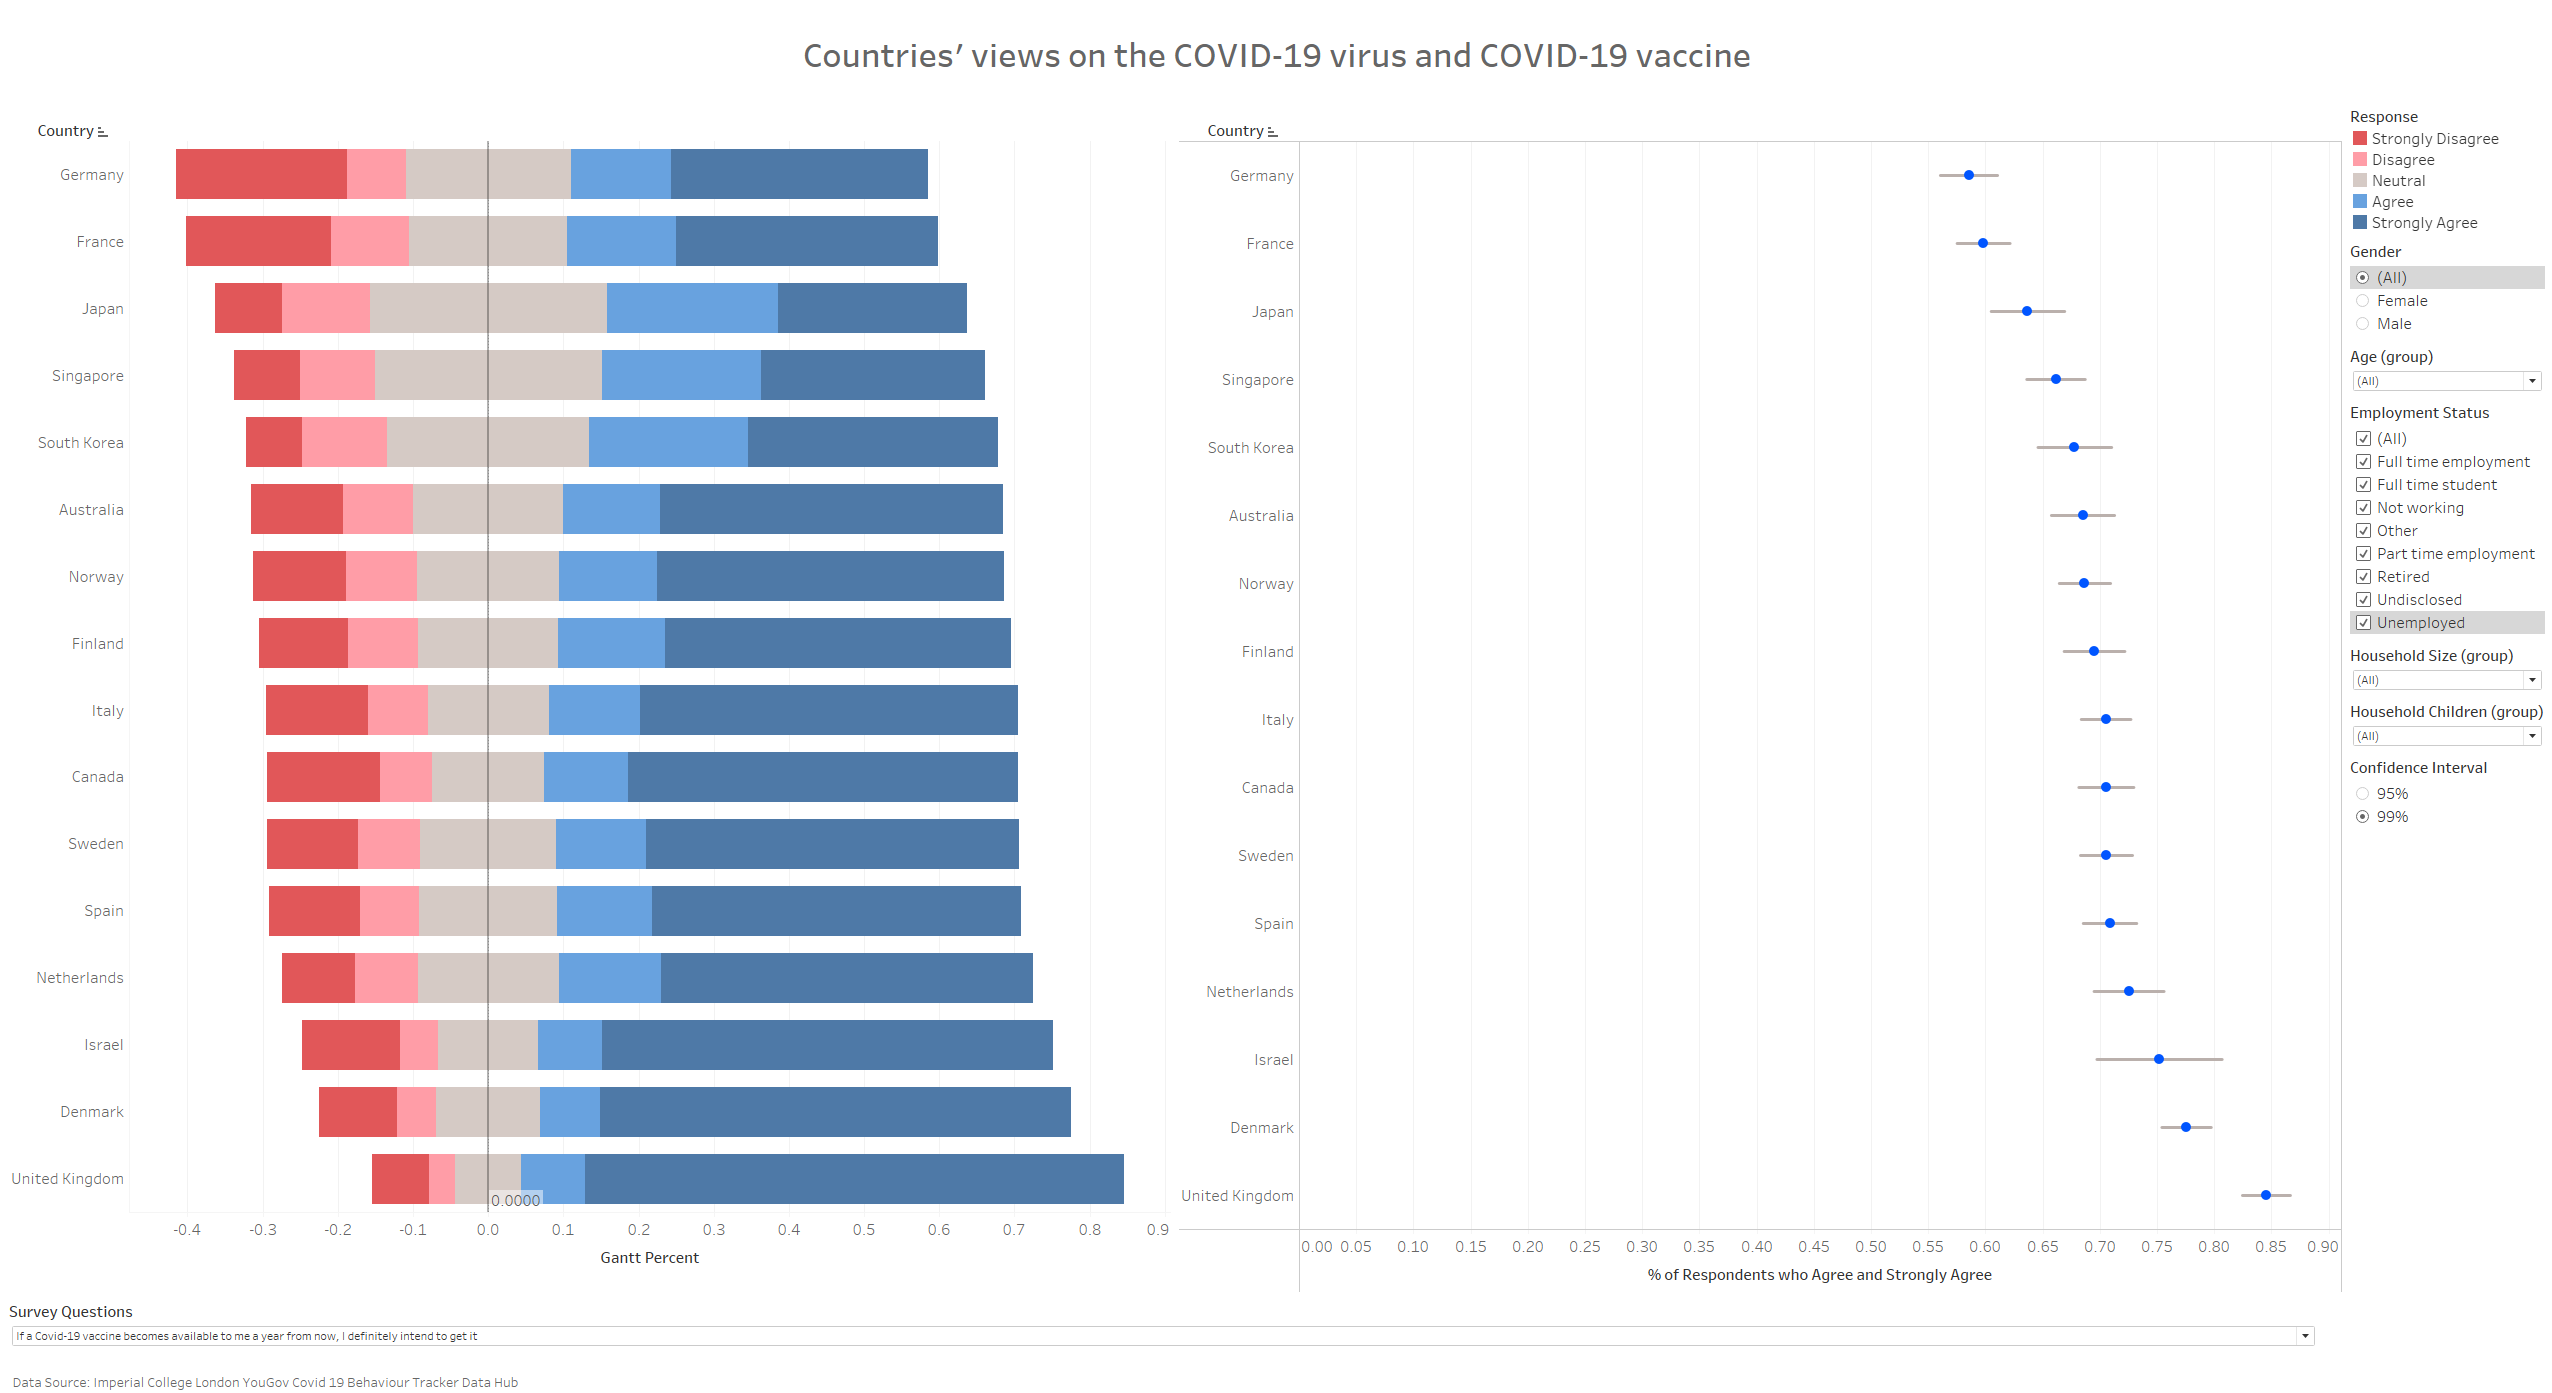 Countries’ views on the COVID-19 virus and COVID-19 vaccine
Country
Germany
France
Japan
Singapore
South Korea
Australia
Norway
Finland
Italy
Canada
Sweden
Spain
Netherlands
Israel
Denmark
United Kingdom
0.0000
-0.4 -0.3 -0.2 -0.1 0.0 0.1 0.2 0.3 0.4 0.5 0.6 0.7 0.8 0.9
Gantt Percent
Country
Germany
France
Japan
Singapore
South Korea
Australia
Norway
Finland
Italy
Canada
Sweden
Spain
Netherlands
Israel
Denmark
United Kingdom
0.00 0.05 0.10 0.15 0.20 0.25 0.30 0.35 0.40 0.45 0.50 0.55 0.60 0.65 0.70 0.75 0.80 0.85 0.90
% of Respondents who Agree and Strongly Agree
Response
Strongly Disagree
Disagree
Neutral
Agree
Strongly Agree
Gender
(All)
Female
Male
Age (group)
(All)
Employment Status
(All)
Full time employment
Full time student
Not working
Other
Part time employment
Retired
Undisclosed
Unemployed
Household Size (group)
(All)
Household Children (group)
(All)
Confidence Interval
95%
99%
Survey Questions
If a Covid-19 vaccine becomes available to me a year from now, I definitely intend to get it
Data Source: Imperial College London YouGov Covid 19 Behaviour Tracker Data Hub